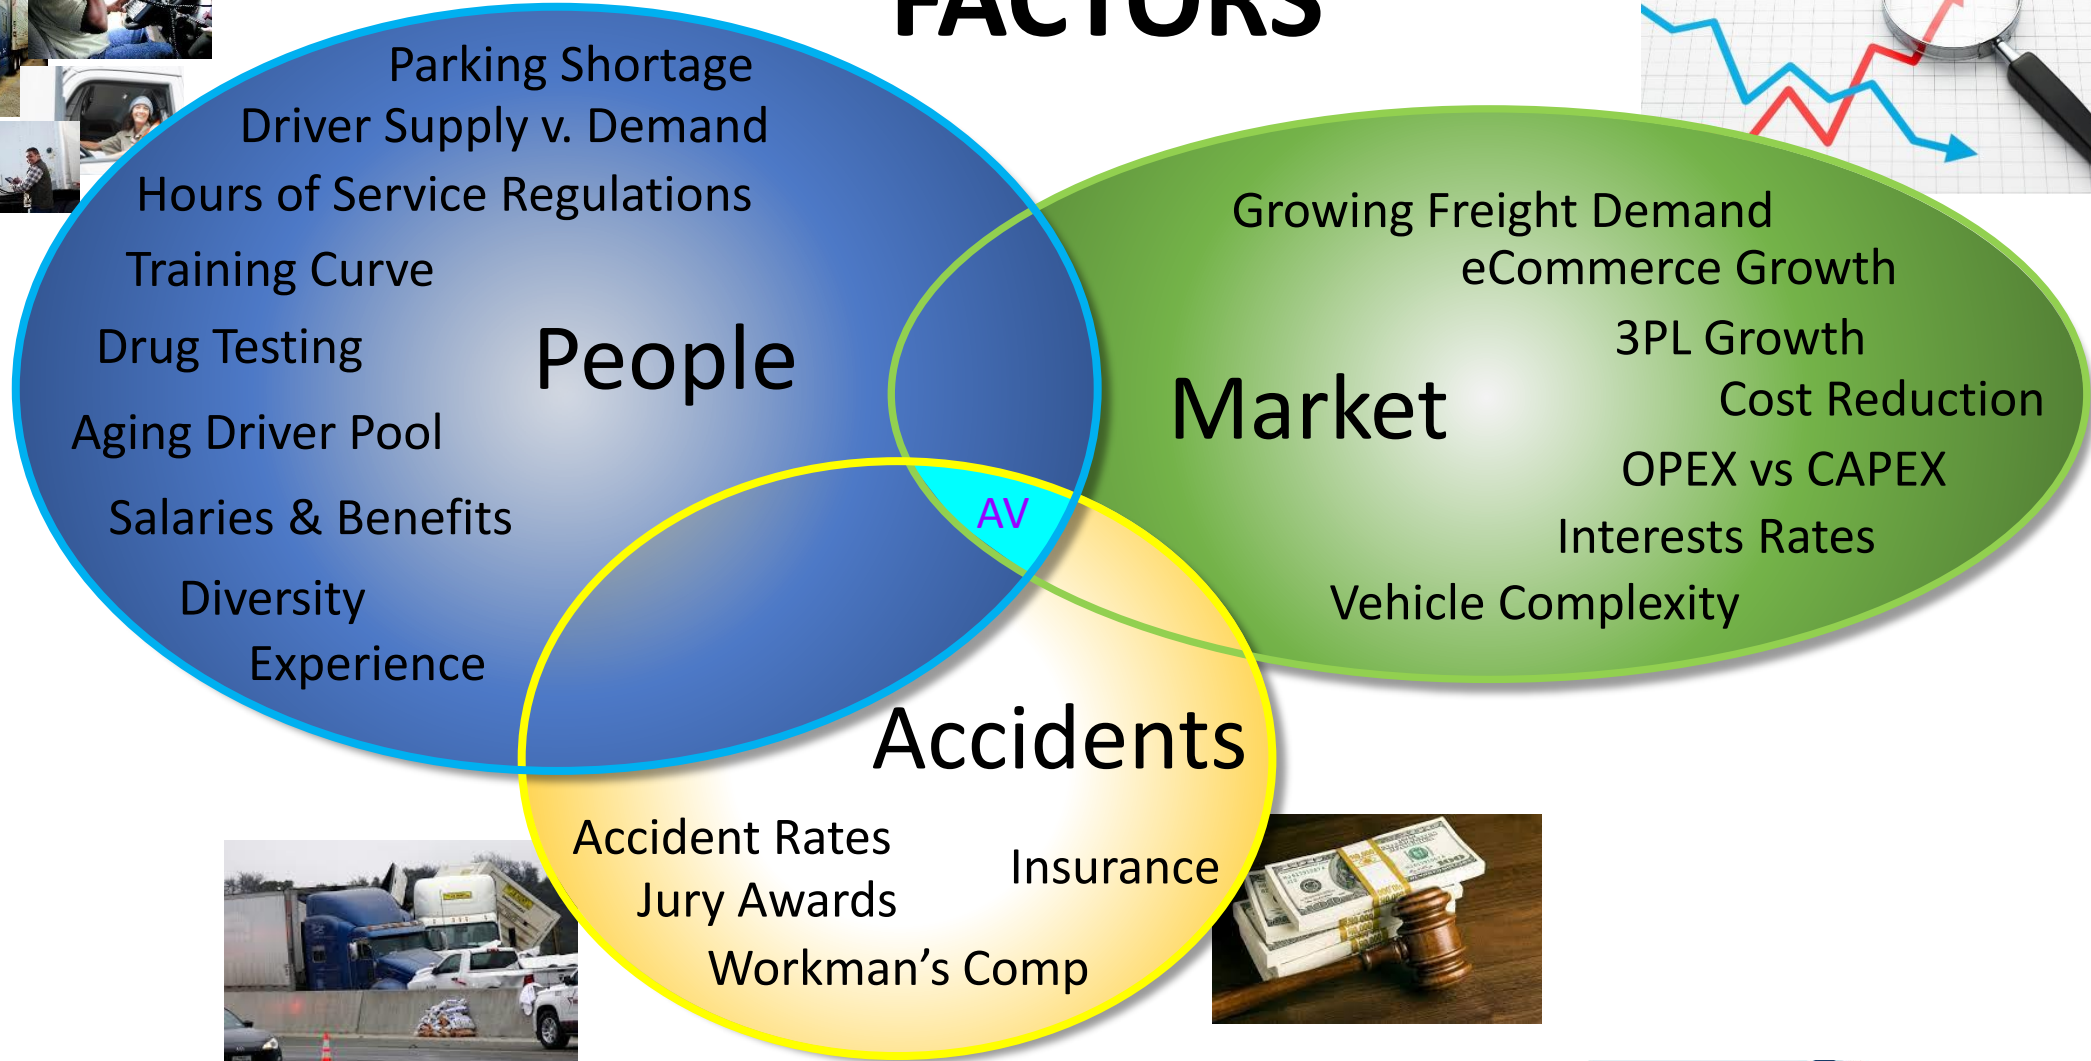 FACTORS
Parking Shortage
Driver Supply v. Demand
Hours of Service Regulations
Training Curve
Drug Testing
People
Aging Driver Pool
Salaries & Benefits
Diversity
Experience
Growing Freight Demand
eCommerce Growth
3PL Growth
Cost Reduction
Market
OPEX vs CAPEX
Interests Rates
Vehicle Complexity
AV
Accidents
Accident Rates
Insurance
Jury Awards
Workman’s Comp